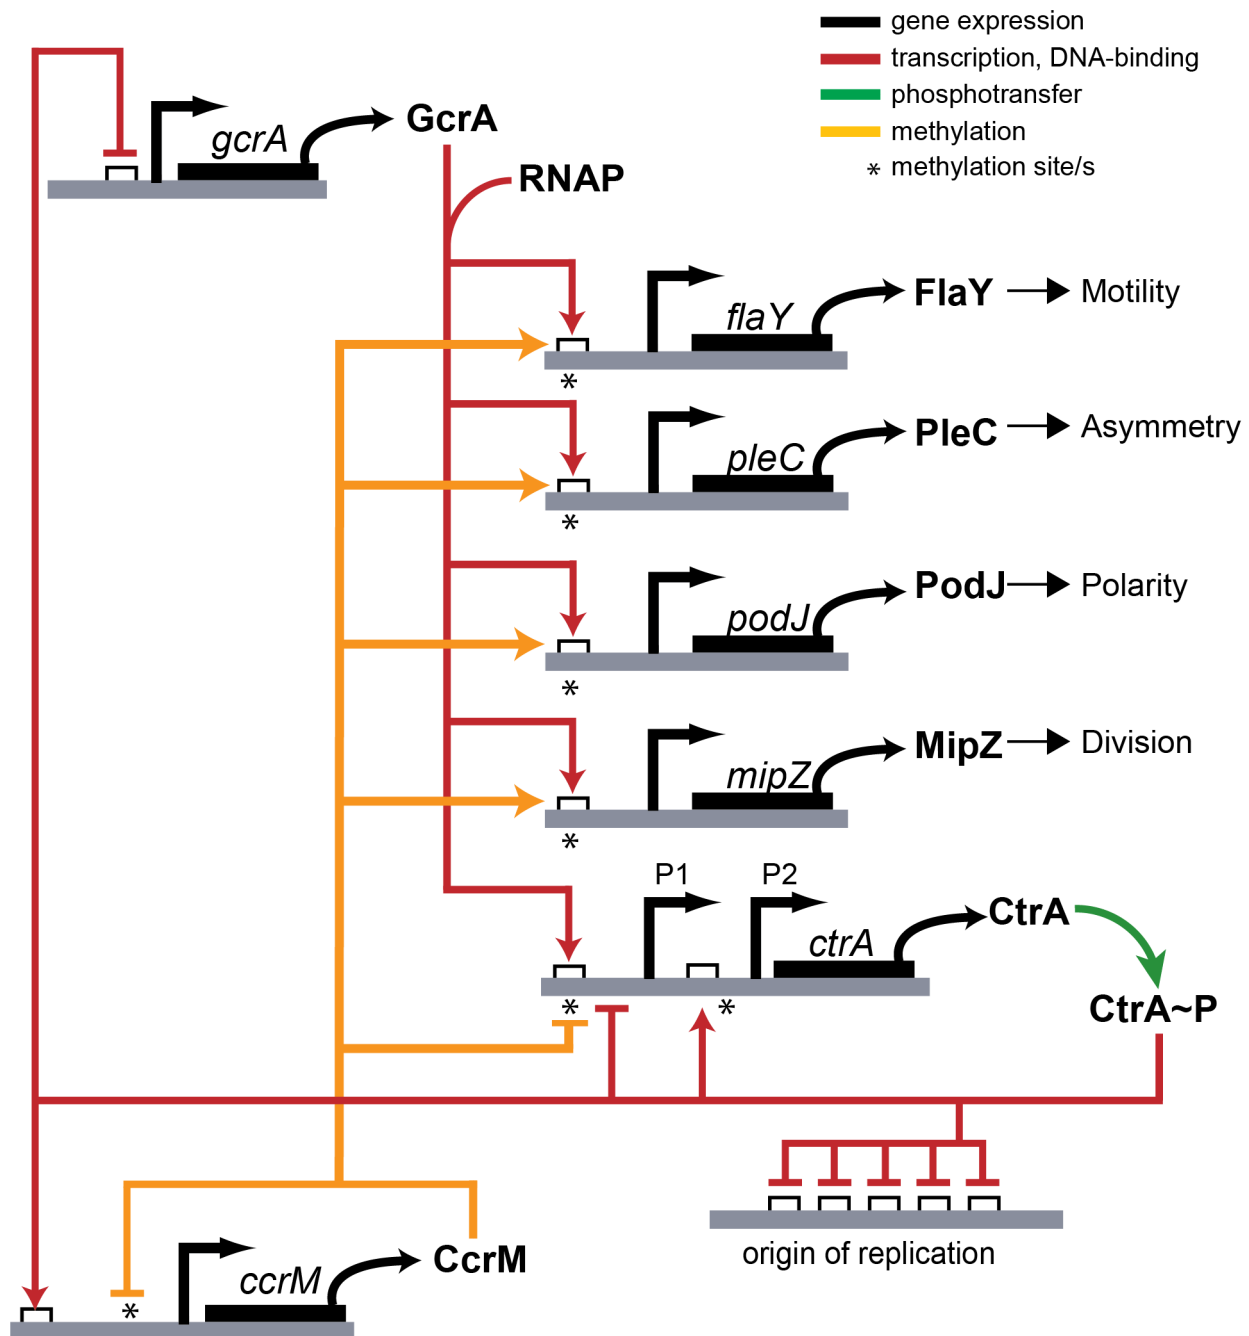 gene expression
transcription, DNA-binding
phosphotransfer
methylation
* methylation site/s
gcrA
GcrA
RNAP
flaY
FlaY
Motility
*
pleC
PleC
Asymmetry
*
podJ
PodJ
Polarity
*
mipZ
MipZ
Division
*
P1
P2
ctrA
CtrA
*
*
CtrA~P
origin of replication
ccrM
CcrM
*